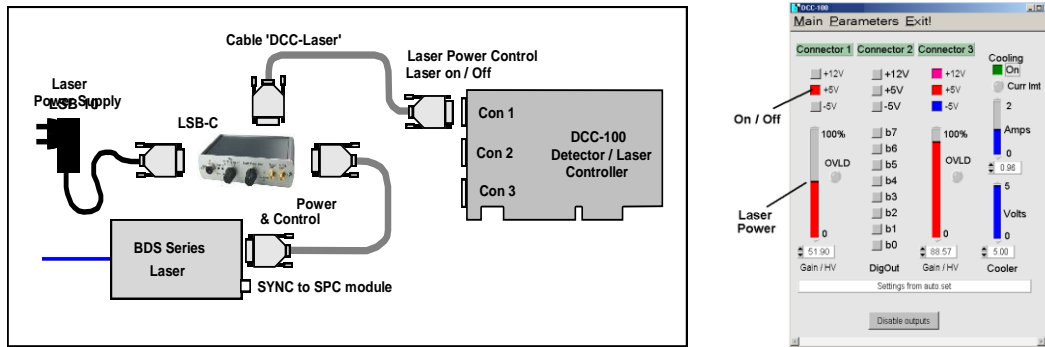 Cable 'DCC-Laser'
Laser
Power Supply
LSB-10
LSB-C
Laser Power Control
Laser on / Off
Con 1
Con 2
Con 3
DCC-100
Detector / Laser
Controller
Power
& Control
BDS Series
Laser
SYNC to SPC module
On / Off
Laser
Power
DCC-100
Main Parameters Exit!
Connector 1 Connector 2 Connector 3
Cooling
On
Curr lmt
+12V +12V +12V
+5V +5V +5V
-5V -5V -5V
2
Amps
0
0.96
100% b7 100%
b6
OVLD b5 OVLD
b4
b3
b2
b1
0 b0 0
5
Volts
0
51.90 88.57 5.00
Gain / HV DigOut Gain / HV Cooler
Settings from auto.set
Disable outputs